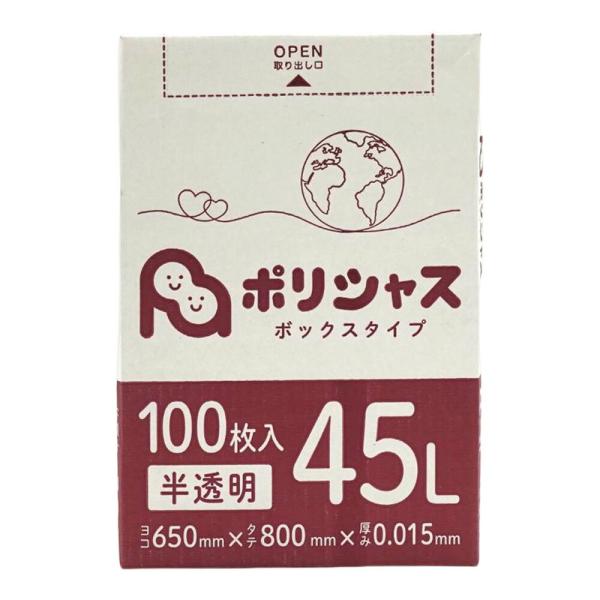 OPEN
取り出し口
ポリシャス
ボックスタイプ
100枚入
半透明
45L
ヨコ650mm×タテ800mm×厚み0.015mm